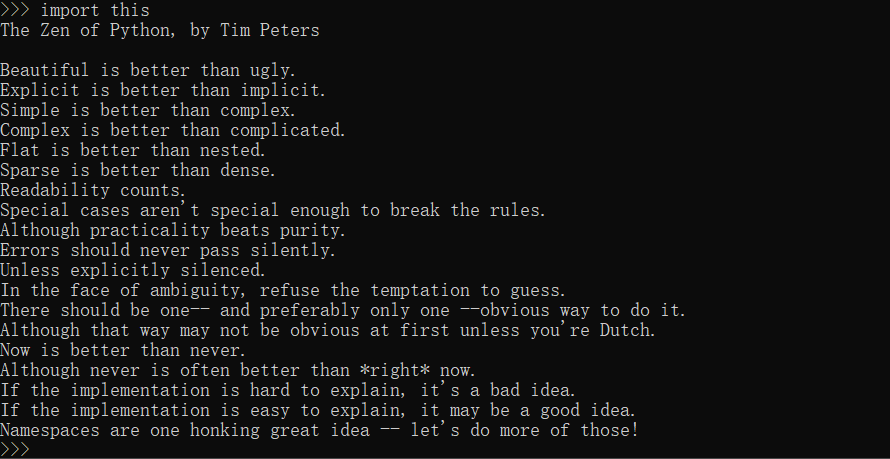 >>> import this
The Zen of Python, by Tim Peters

Beautiful is better than ugly.
Explicit is better than implicit.
Simple is better than complex.
Complex is better than complicated.
Flat is better than nested.
Sparse is better than dense.
Readability counts.
Special cases aren't special enough to break the rules.
Although practicality beats purity.
Errors should never pass silently.
Unless explicitly silenced.
In the face of ambiguity, refuse the temptation to guess.
There should be one-- and preferably only one --obvious way to do it.
Although that way may not be obvious at first unless you're Dutch.
Now is better than never.
Although never is often better than *right* now.
If the implementation is hard to explain, it's a bad idea.
If the implementation is easy to explain, it may be a good idea.
Namespaces are one honking great idea -- let's do more of those!
>>>